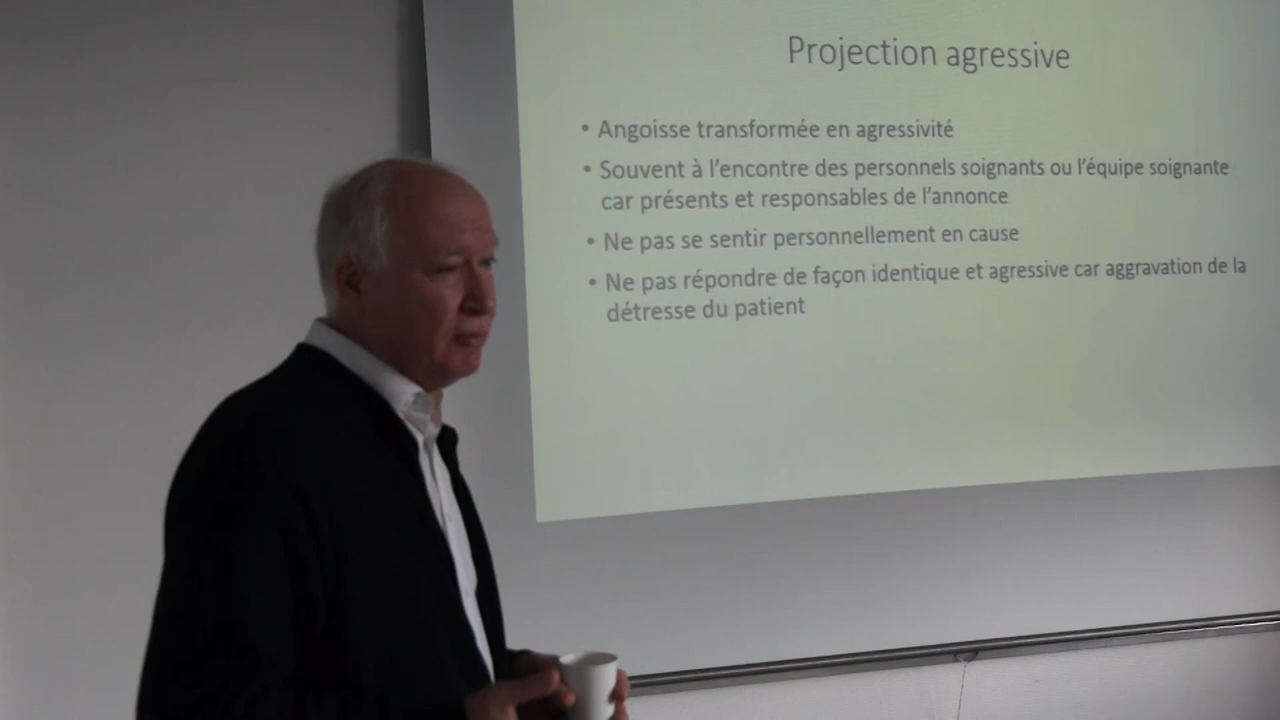 Projection agressive
• Angoisse transformée en agressivité
• Souvent à l'encontre des personnels soignants ou l'équipe soignante
car présents et responsables de l'annonce
• Ne pas se sentir personnellement en cause
• Ne pas répondre de façon identique et agressive car aggravation de la
détresse du patient